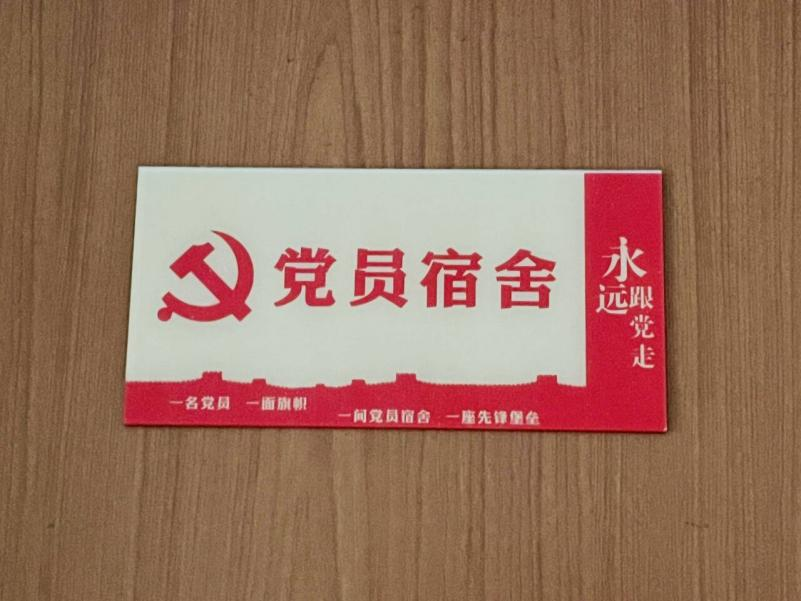 党员宿舍
永远跟党走
一名党员 一面旗帜
一间党员宿舍 一座先锋堡垒